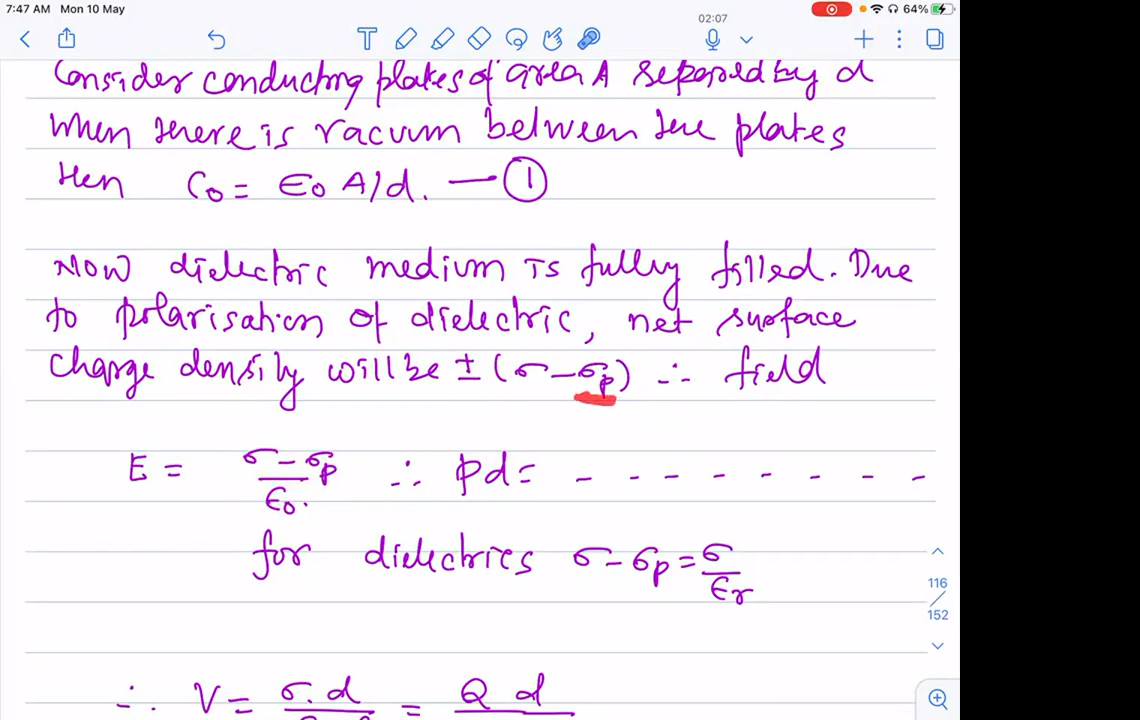 7:47 AM Mon 10 May
64%
02:07
Consider conducting plates of area A seperated by d
When there is vacuum between the plates
then C₀ = ε₀ A/d. — ①
Now dielectric medium is fully filled. Due
to polarisation of dielectric, net surface
charge density will be ± (σ – σp) ∴ field
E = (σ – σp)/ε₀. ∴ pd = - - - - - - - -
for dielectrics σ – σp = σ/εr
116
/
152
∴ V = σ. d = Q d